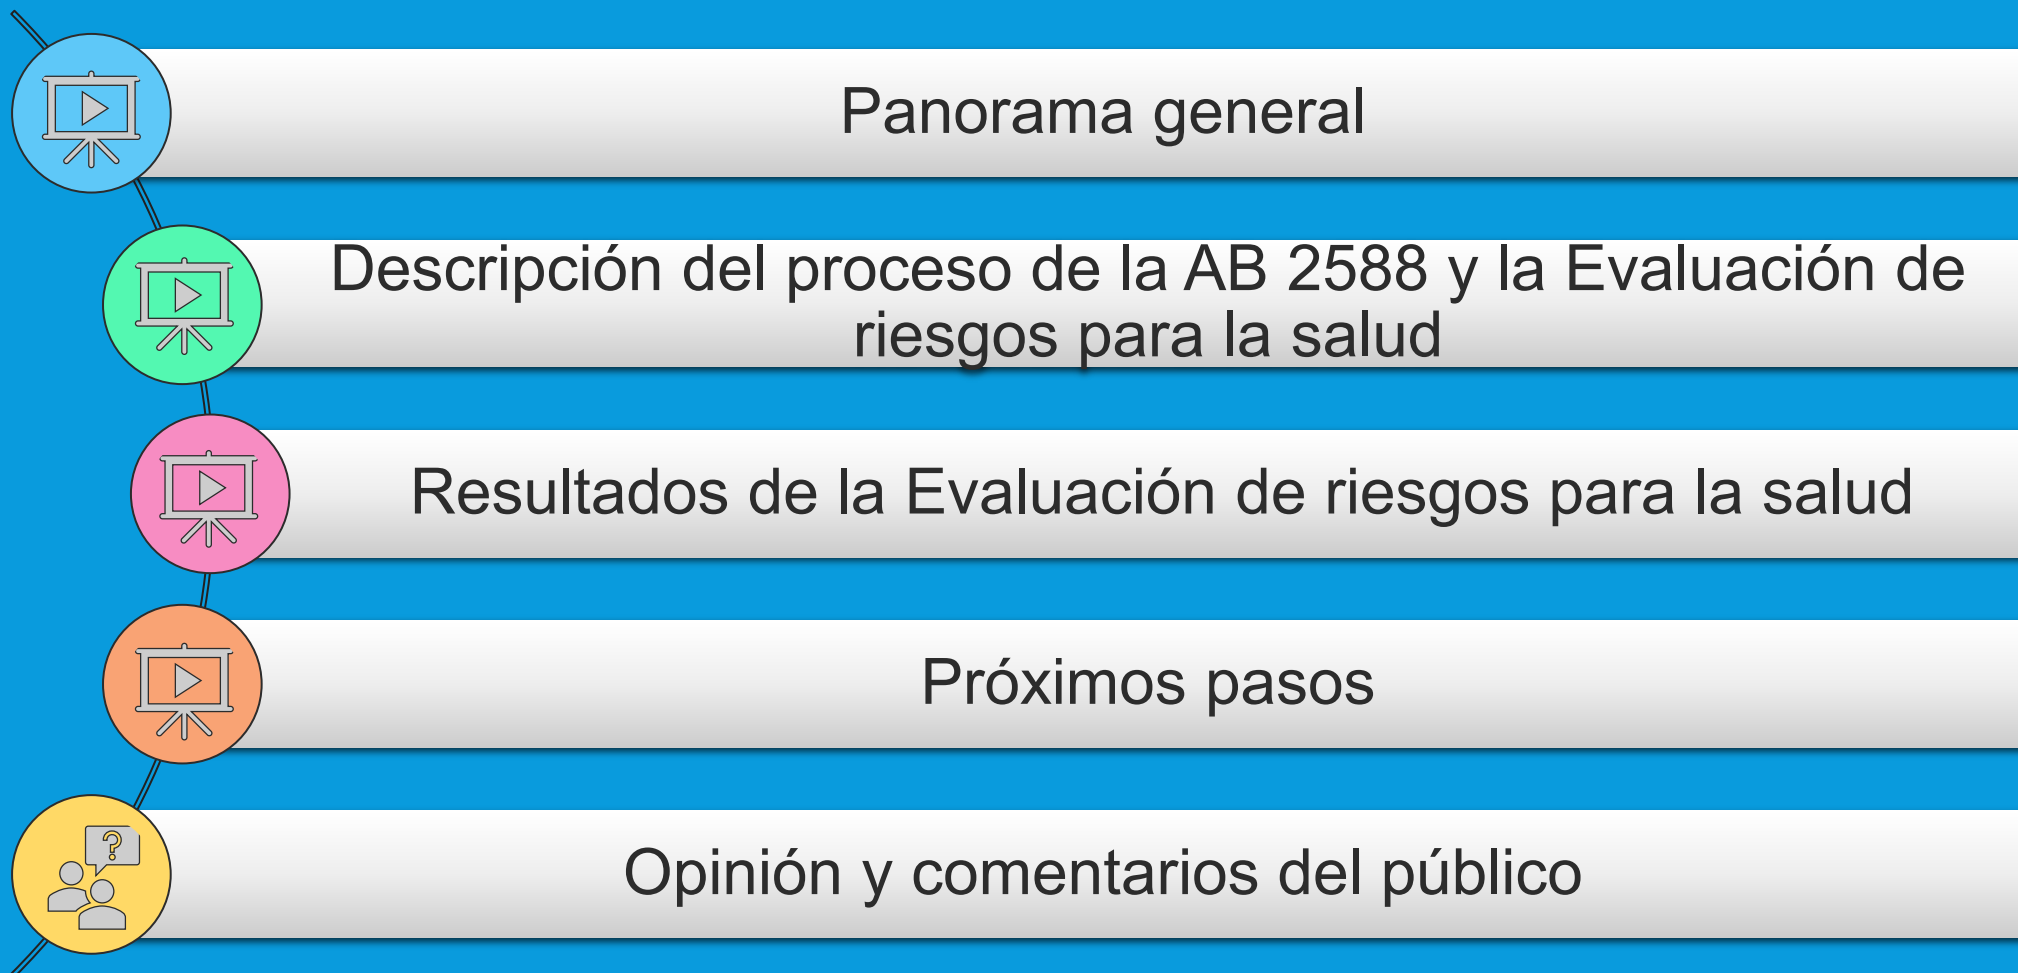 Panorama general
Descripción del proceso de la AB 2588 y la Evaluación de
riesgos para la salud
Resultados de la Evaluación de riesgos para la salud
Próximos pasos
?
Opinión y comentarios del público